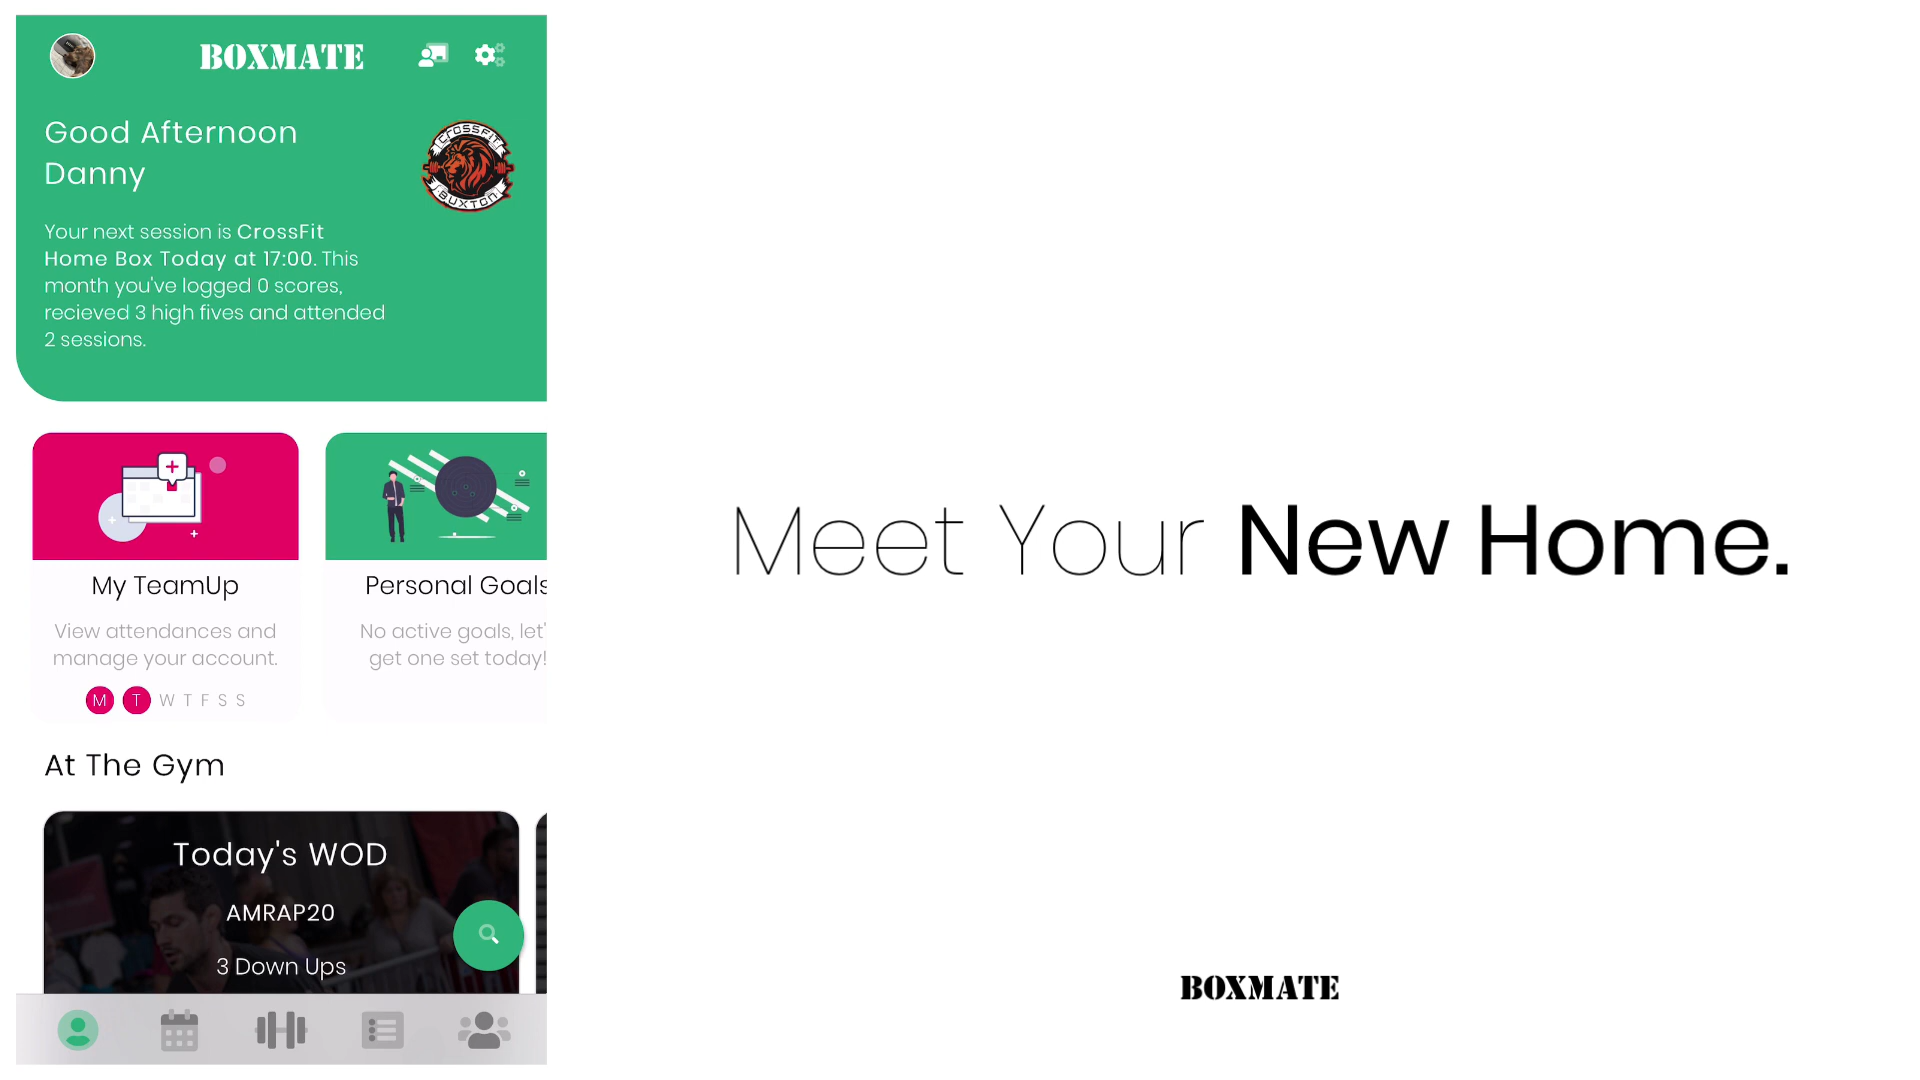 BOXMATE
Good Afternoon
Danny
CROSSFIT
BUXTON
Your next session is CrossFit
Home Box Today at 17:00. This
month you've logged 0 scores,
recieved 3 high fives and attended
2 sessions.
My TeamUp
View attendances and
manage your account.
M T W T F S S
Personal Goals
No active goals, let'
get one set today!
At The Gym
Today's WOD
AMRAP20
3 Down Ups
Meet Your New Home.
BOXMATE